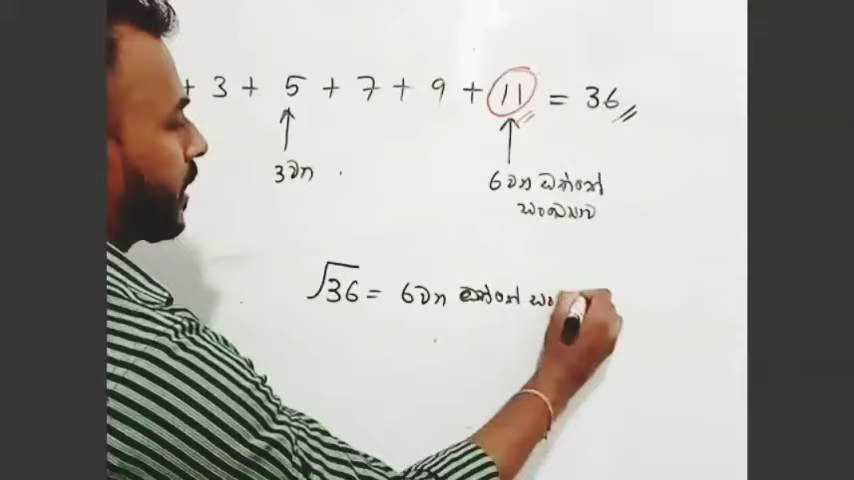 + 3 + 5 + 7 + 9 + 11 = 36
3වන
6වන ඔත්තේ
සංඛ්‍යාව
√36 = 6වන ඔත්තේ සං